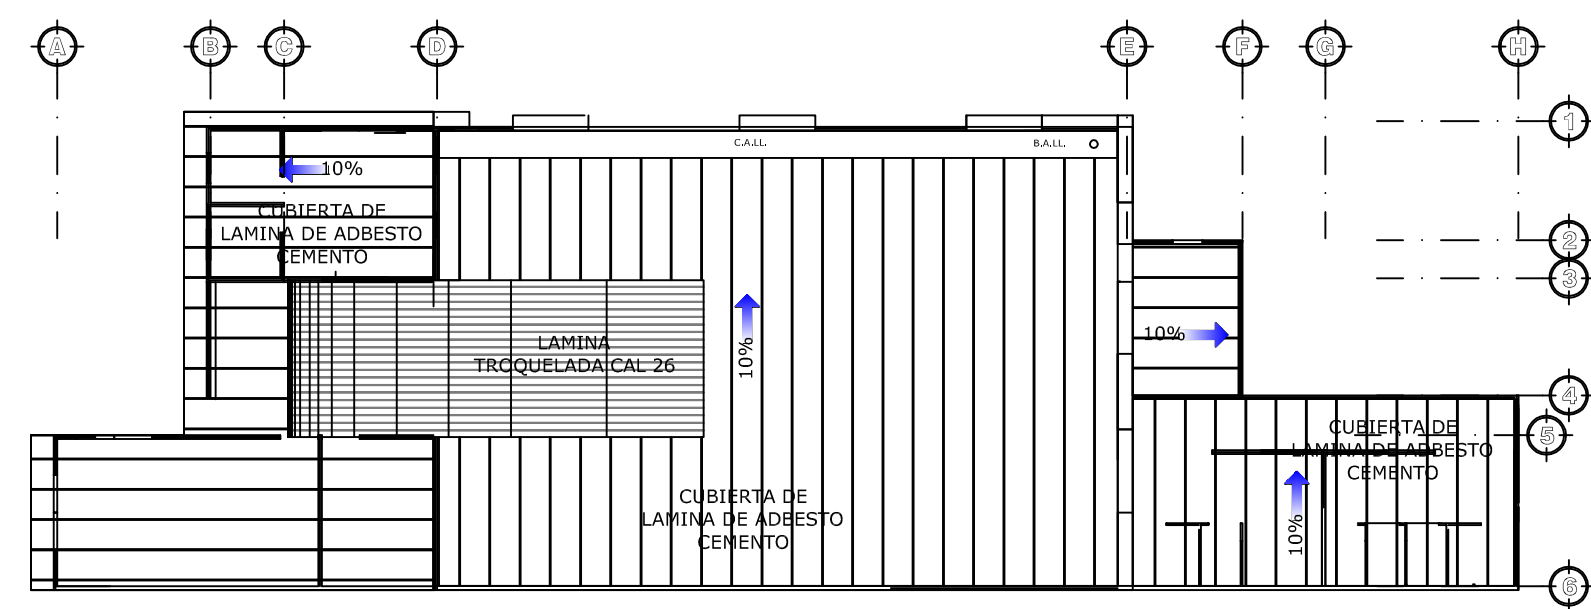 A B C D E F G H
1
C.A.LL. B.A.LL.
10%
CUBIERTA DE
LAMINA DE ADBESTO
CEMENTO
2
3
10%
LAMINA
TROQUELADA CAL 26
10%
4
CUBIERTA DE
LAMINA DE ADBESTO
CEMENTO
5
CUBIERTA DE
LAMINA DE ADBESTO
CEMENTO
10%
6